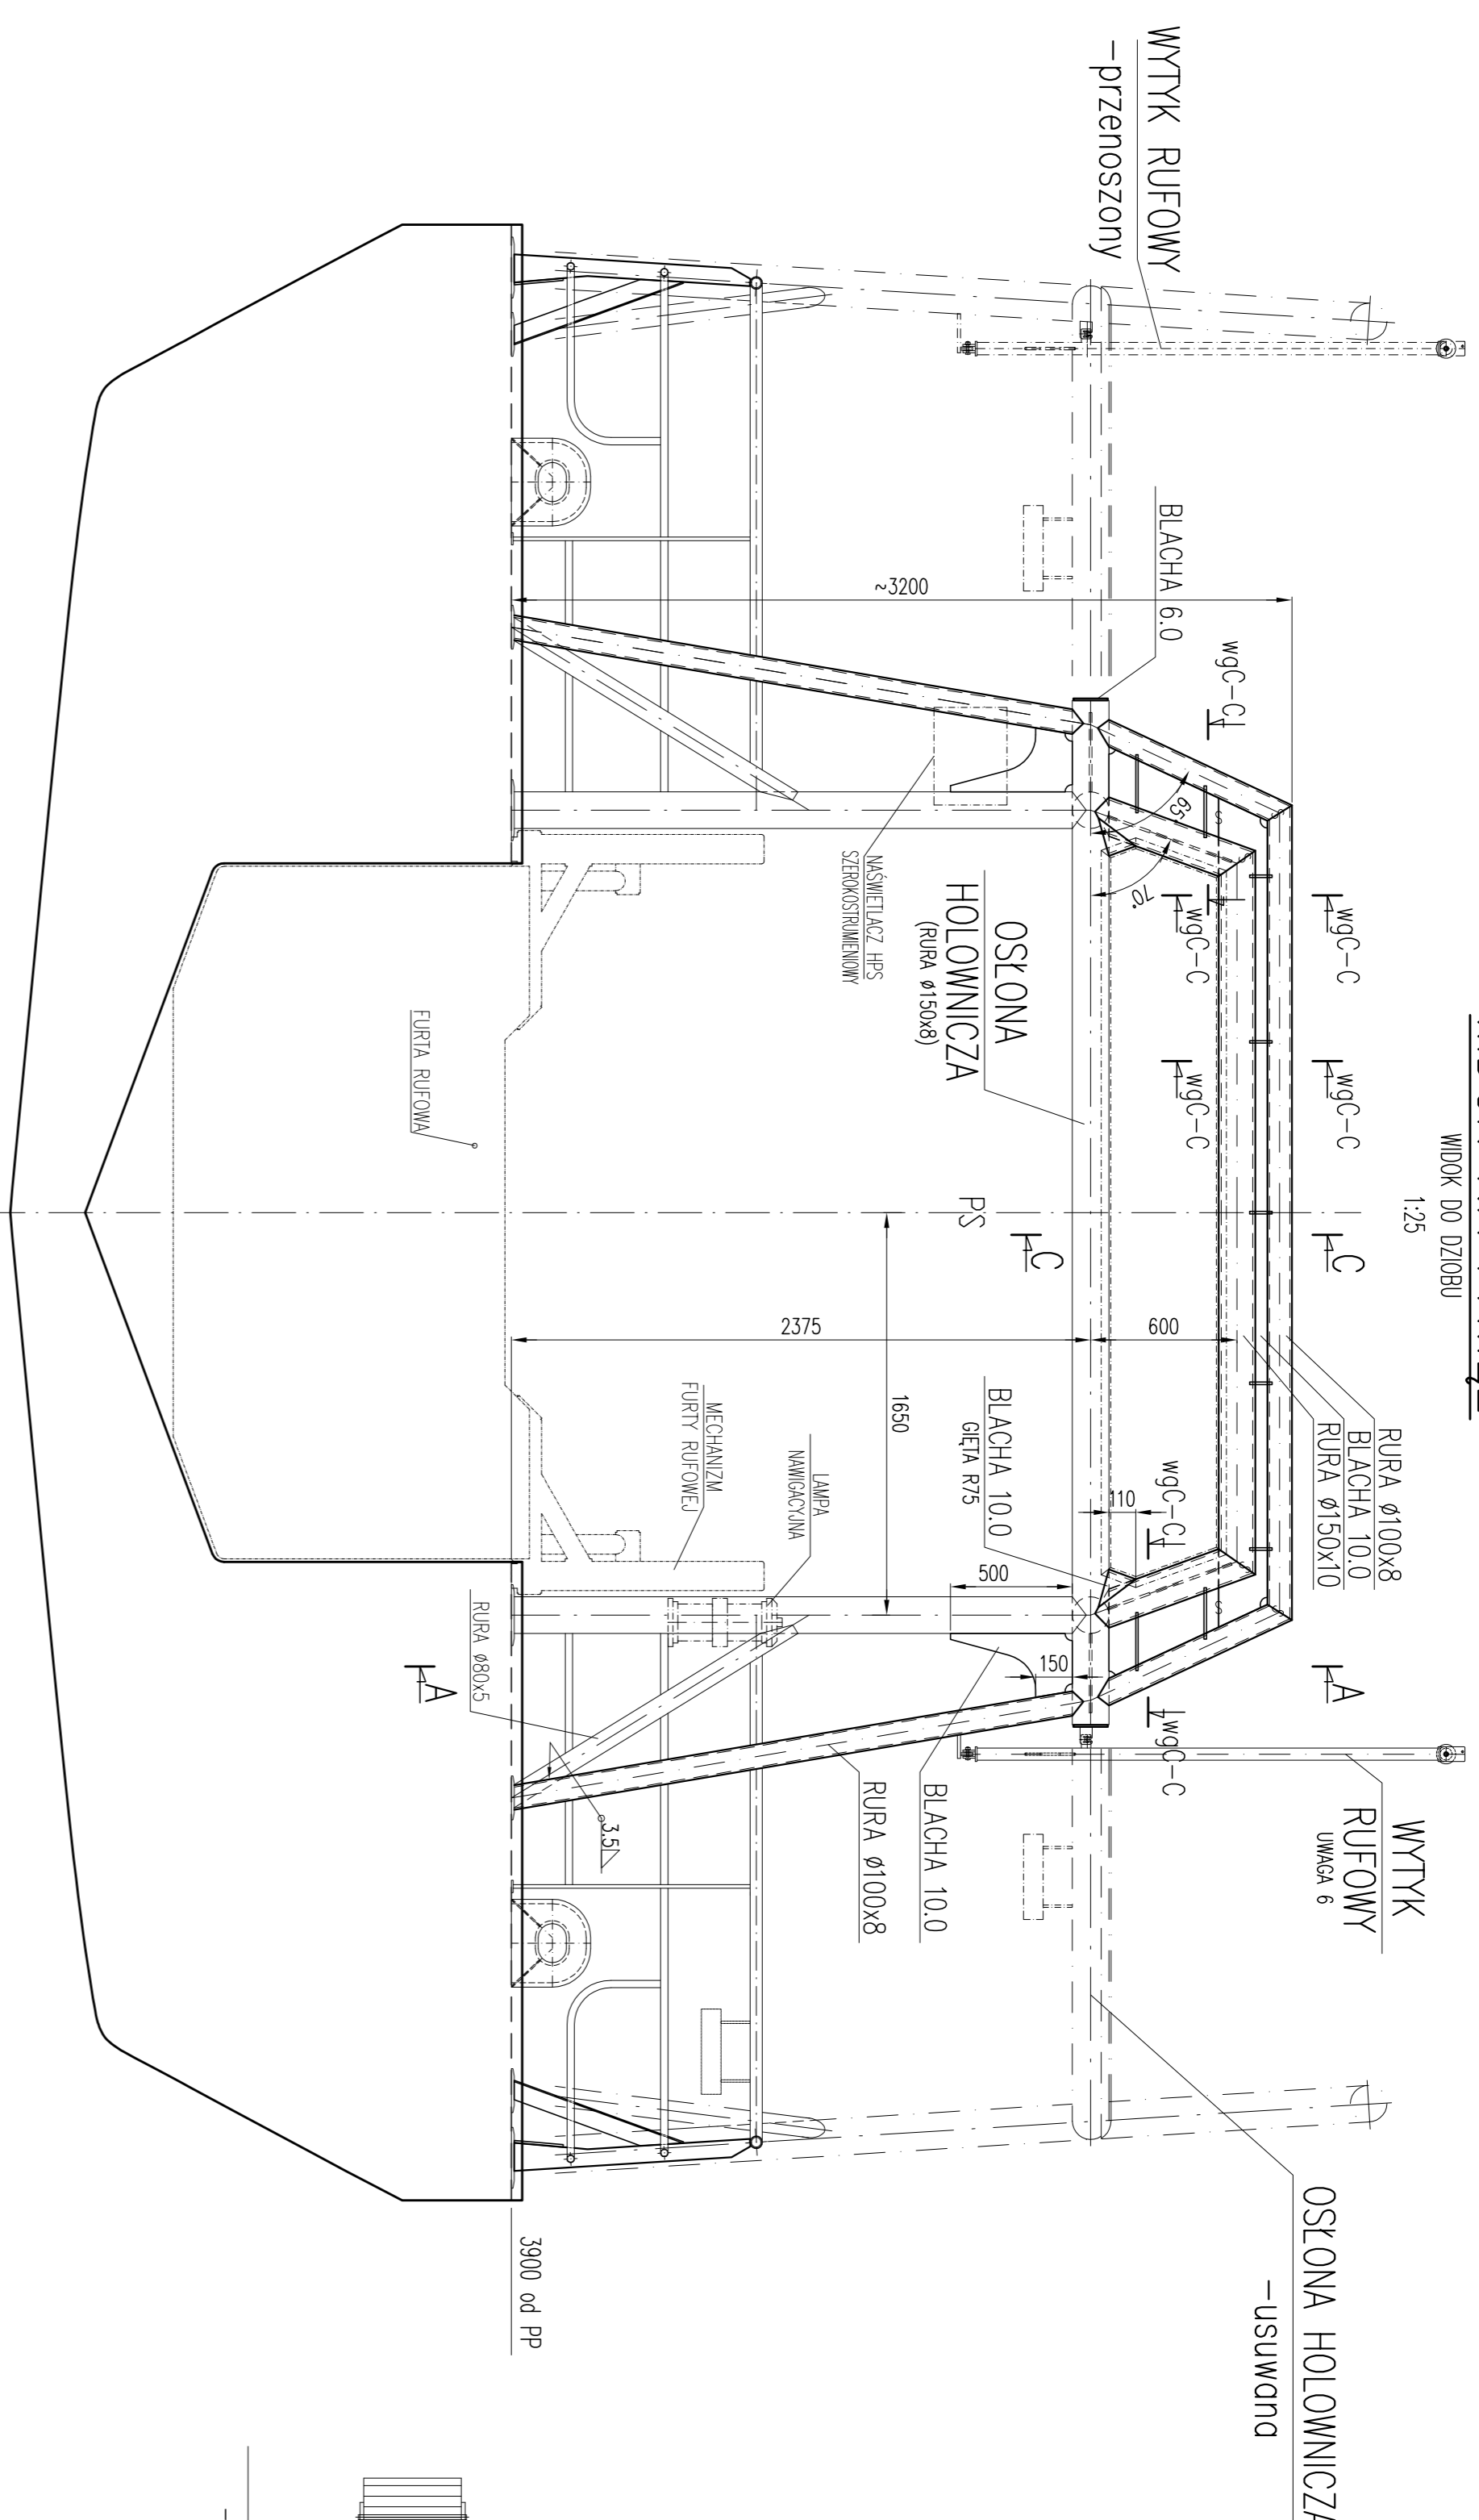 WIDOK DO DZIOBU
1:25
WYTYK RUFOWY
-przenoszony
BLACHA 6.0
~3200
wgC-C
65°
70°
S
wgC-C
wgC-C
wgC-C
wgC-C
NAŚWIETLACZ HPS
SZEROKOSTRUMIENIOWY
OSŁONA
HOLOWNICZA
(RURA Ø150x8)
FURTA RUFOWA
PS
C
C
2375
600
1650
RURA Ø100x8
BLACHA 10.0
RURA Ø150x10
BLACHA 10.0
GIĘTA R75
wgC-C
110
500
150
S
MECHANIZM
FURTY RUFOWEJ
LAMPA
NAWIGACYJNA
RURA Ø80x5
A
A
wgC-C
3.5
RURA Ø100x8
BLACHA 10.0
WYTYK
RUFOWY
UWAGA 6
OSŁONA HOLOWNICZA
-usuwana
3900 od PP